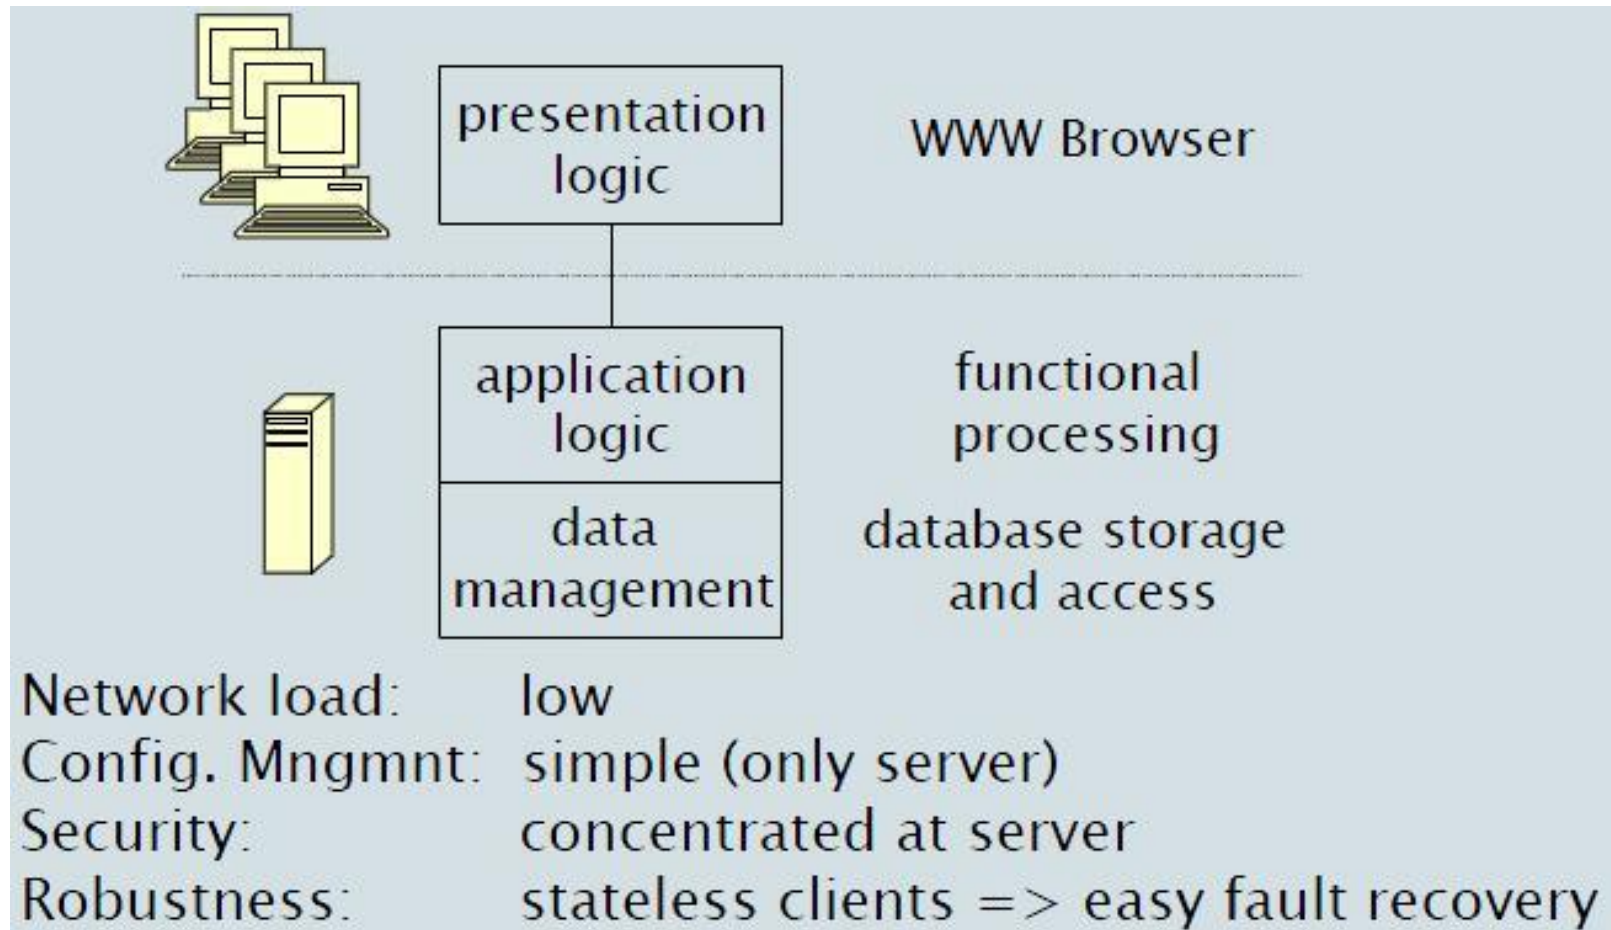 presentation
logic
WWW Browser
application
logic
functional
processing
data
management
database storage
and access
Network load: low
Config. Mngmnt: simple (only server)
Security: concentrated at server
Robustness: stateless clients => easy fault recovery